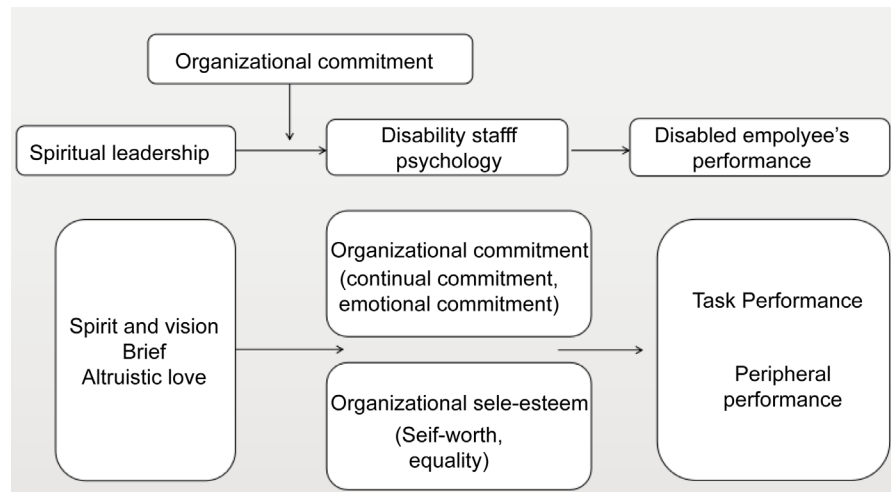 Organizational commitment
Spiritual leadership
Disability stafff
psychology
Disabled empolyee's
performance
Spirit and vision
Brief
Altruistic love
Organizational commitment
(continual commitment,
emotional commitment)
Organizational sele-esteem
(Seif-worth,
equality)
Task Performance
Peripheral
performance